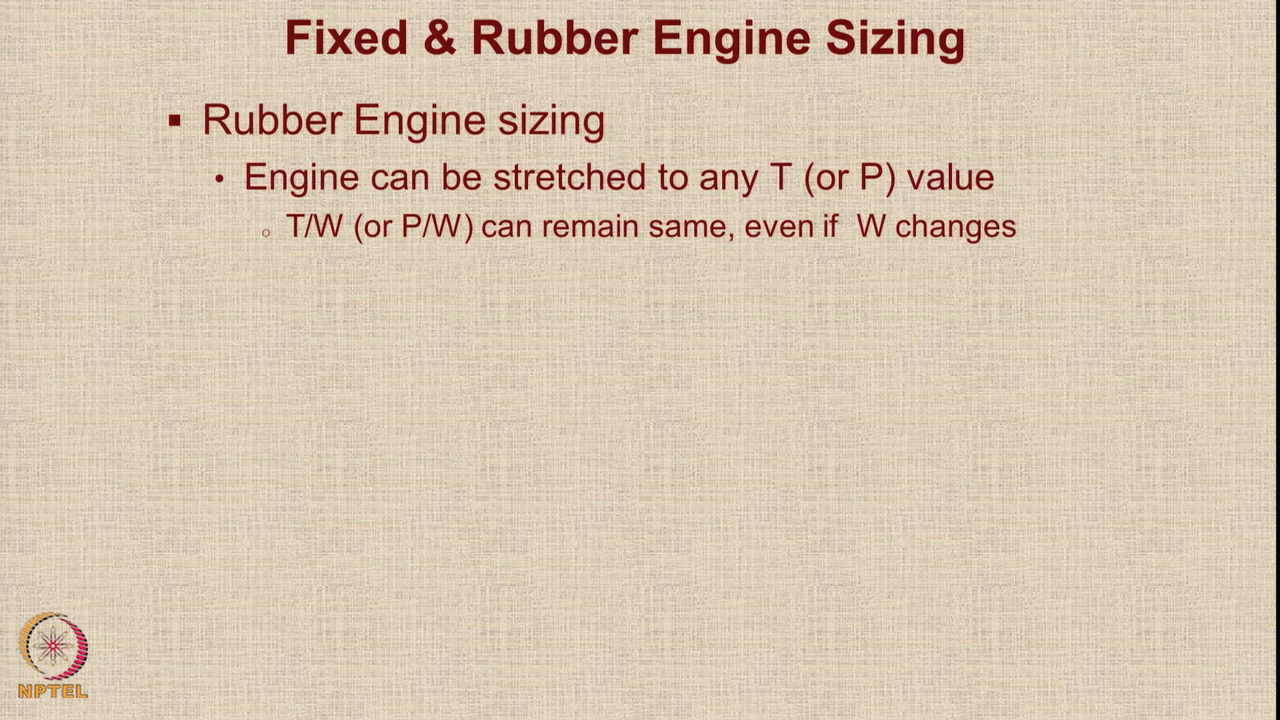 Fixed & Rubber Engine Sizing
▪ Rubber Engine sizing
• Engine can be stretched to any T (or P) value
○ T/W (or P/W) can remain same, even if W changes
NPTEL